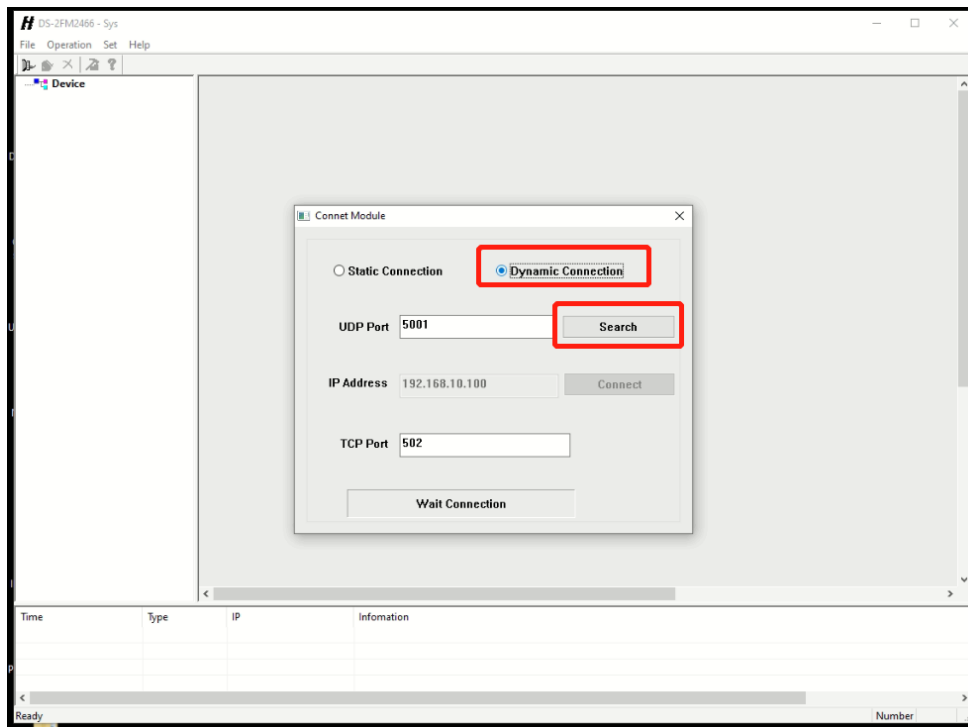 H DS-2FM2466 - Sys
File Operation Set Help
Device
Connet Module
Static Connection Dynamic Connection
UDP Port 5001 Search
IP Address 192.168.10.100 Connect
TCP Port 502
Wait Connection
Time Type IP Infomation
Ready Number